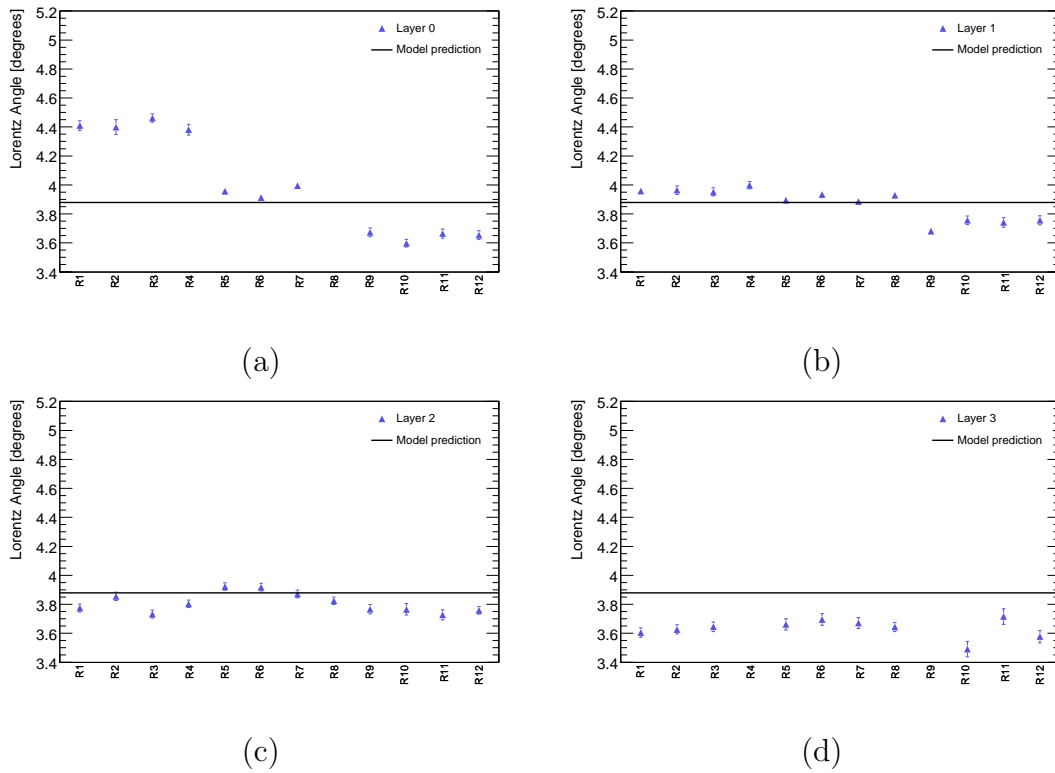 Lorentz Angle [degrees]
5.2
5
4.8
4.6
4.4
4.2
4
3.8
3.6
3.4
Layer 0
Model prediction
R1 R2 R3 R4 R5 R6 R7 R8 R9 R10 R11 R12
(a)
Lorentz Angle [degrees]
5.2
5
4.8
4.6
4.4
4.2
4
3.8
3.6
3.4
Layer 1
Model prediction
R1 R2 R3 R4 R5 R6 R7 R8 R9 R10 R11 R12
(b)
Lorentz Angle [degrees]
5.2
5
4.8
4.6
4.4
4.2
4
3.8
3.6
3.4
Layer 2
Model prediction
R1 R2 R3 R4 R5 R6 R7 R8 R9 R10 R11 R12
(c)
Lorentz Angle [degrees]
5.2
5
4.8
4.6
4.4
4.2
4
3.8
3.6
3.4
Layer 3
Model prediction
R1 R2 R3 R4 R5 R6 R7 R8 R9 R10 R11 R12
(d)